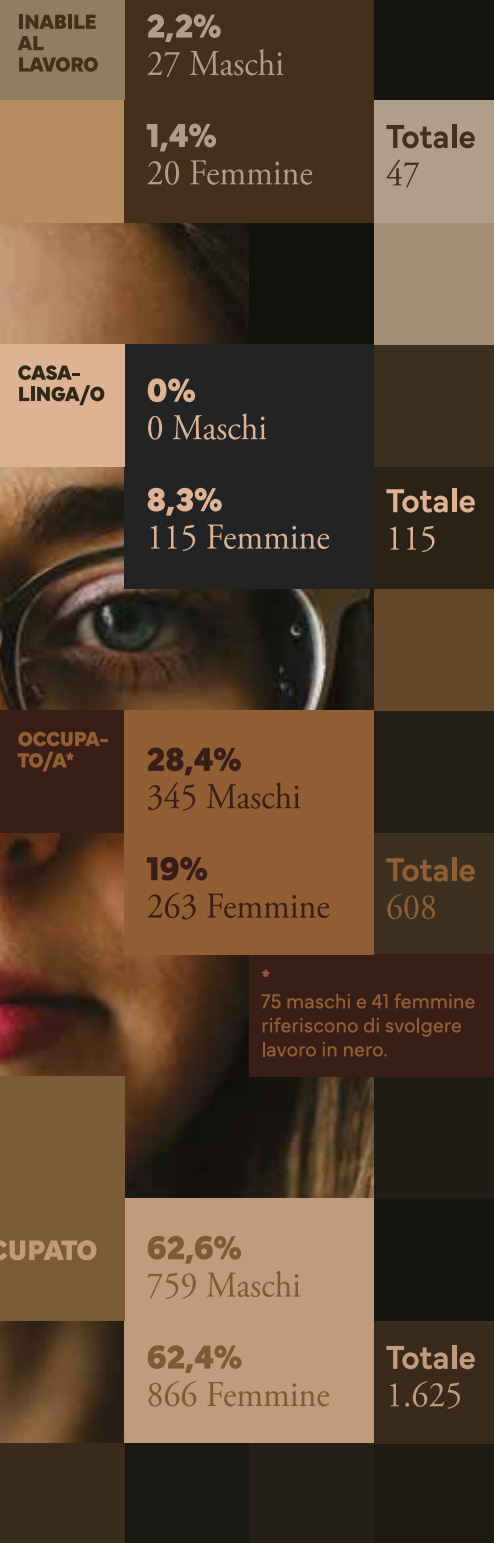 INABILE
AL
LAVORO
2,2%
27 Maschi
1,4%
20 Femmine
Totale
47
CASA-
LINGA/O
0%
0 Maschi
8,3%
115 Femmine
Totale
115
OCCUPA-
TO/A*
28,4%
345 Maschi
19%
263 Femmine
Totale
608
*
75 maschi e 41 femmine
riferiscono di svolgere
lavoro in nero.
CUPATO
62,6%
759 Maschi
62,4%
866 Femmine
Totale
1.625